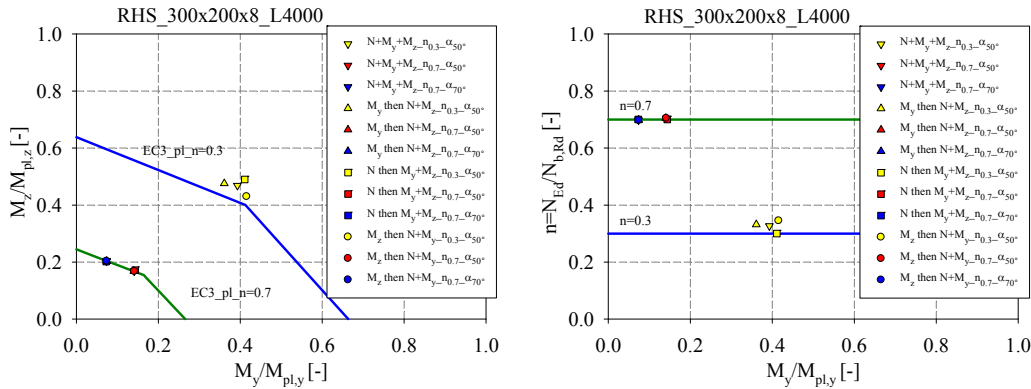 RHS_300x200x8_L4000
1.0
0.8
0.6
0.4
0.2
0.0
M_z/M_pl,z [-]
0.0 0.2 0.4 0.6 0.8 1.0
M_y/M_pl,y [-]
EC3_pl_n=0.3
EC3_pl_n=0.7
N+M_y+M_z_n_0.3_α_50°
N+M_y+M_z_n_0.7_α_50°
N+M_y+M_z_n_0.7_α_70°
M_y then N+M_z_n_0.3_α_50°
M_y then N+M_z_n_0.7_α_50°
M_y then N+M_z_n_0.7_α_70°
N then M_y+M_z_n_0.3_α_50°
N then M_y+M_z_n_0.7_α_50°
N then M_y+M_z_n_0.7_α_70°
M_z then N+M_y_n_0.3_α_50°
M_z then N+M_y_n_0.7_α_50°
M_z then N+M_y_n_0.7_α_70°
RHS_300x200x8_L4000
1.0
0.8
0.6
0.4
0.2
0.0
n=N_Ed/N_b,Rd [-]
0.0 0.2 0.4 0.6 0.8 1.0
M_y/M_pl,y [-]
n=0.7
n=0.3
N+M_y+M_z_n_0.3_α_50°
N+M_y+M_z_n_0.7_α_50°
N+M_y+M_z_n_0.7_α_70°
M_y then N+M_z_n_0.3_α_50°
M_y then N+M_z_n_0.7_α_50°
M_y then N+M_z_n_0.7_α_70°
N then M_y+M_z_n_0.3_α_50°
N then M_y+M_z_n_0.7_α_50°
N then M_y+M_z_n_0.7_α_70°
M_z then N+M_y_n_0.3_α_50°
M_z then N+M_y_n_0.7_α_50°
M_z then N+M_y_n_0.7_α_70°